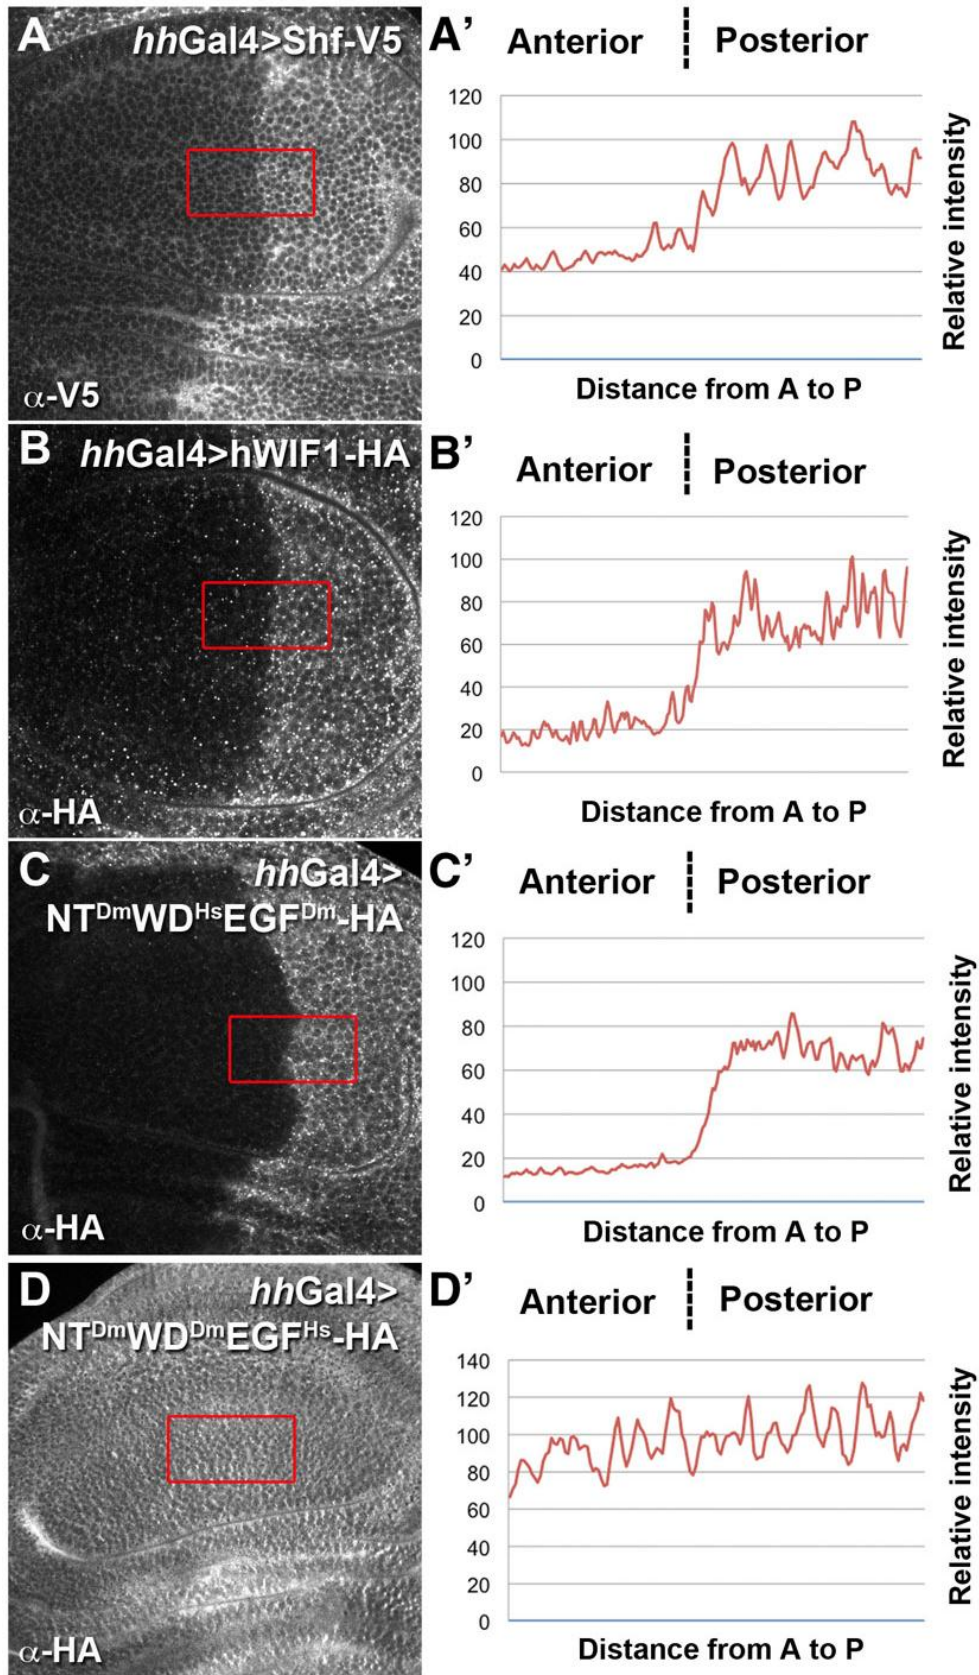 A
hhGal4>Shf-V5
α-V5
A’
Anterior
Posterior
120
100
80
60
40
20
0
Relative intensity
Distance from A to P
B
hhGal4>hWIF1-HA
α-HA
B’
Anterior
Posterior
120
100
80
60
40
20
0
Relative intensity
Distance from A to P
C
hhGal4>
NTDmWDHsEGFDm-HA
α-HA
C’
Anterior
Posterior
120
100
80
60
40
20
0
Relative intensity
Distance from A to P
D
hhGal4>
NTDmWDDmEGFHs-HA
α-HA
D’
Anterior
Posterior
140
120
100
80
60
40
20
0
Relative intensity
Distance from A to P